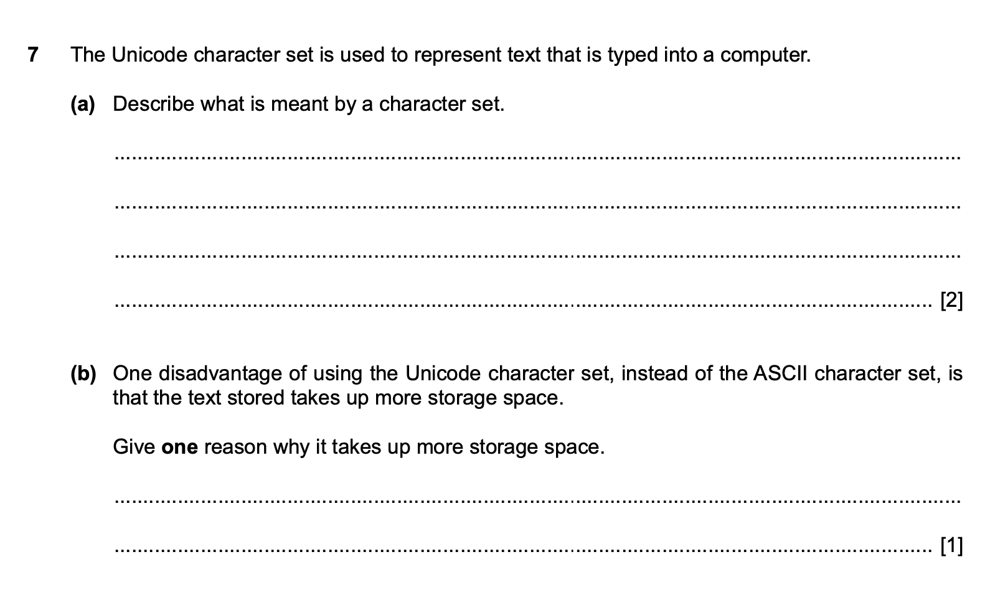 7 The Unicode character set is used to represent text that is typed into a computer.
(a) Describe what is meant by a character set.
..........................................................................................................................................................
..........................................................................................................................................................
..........................................................................................................................................................
..................................................................................................................................................... [2]
(b) One disadvantage of using the Unicode character set, instead of the ASCII character set, is
that the text stored takes up more storage space.
Give one reason why it takes up more storage space.
..........................................................................................................................................................
..................................................................................................................................................... [1]